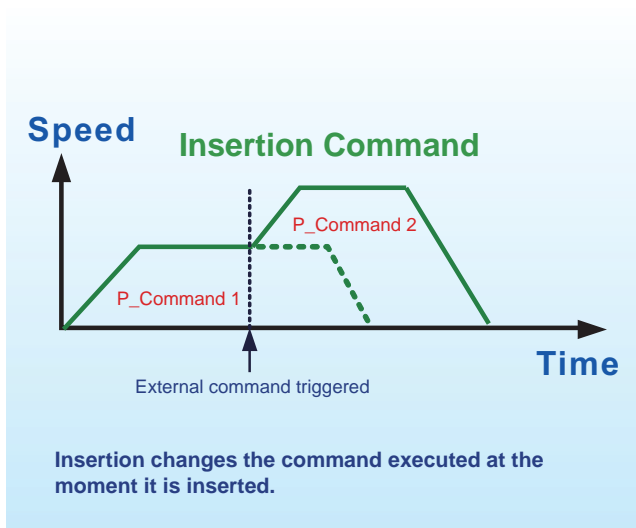 Speed
Insertion Command
P_Command 2
P_Command 1
Time
External command triggered
Insertion changes the command executed at the
moment it is inserted.